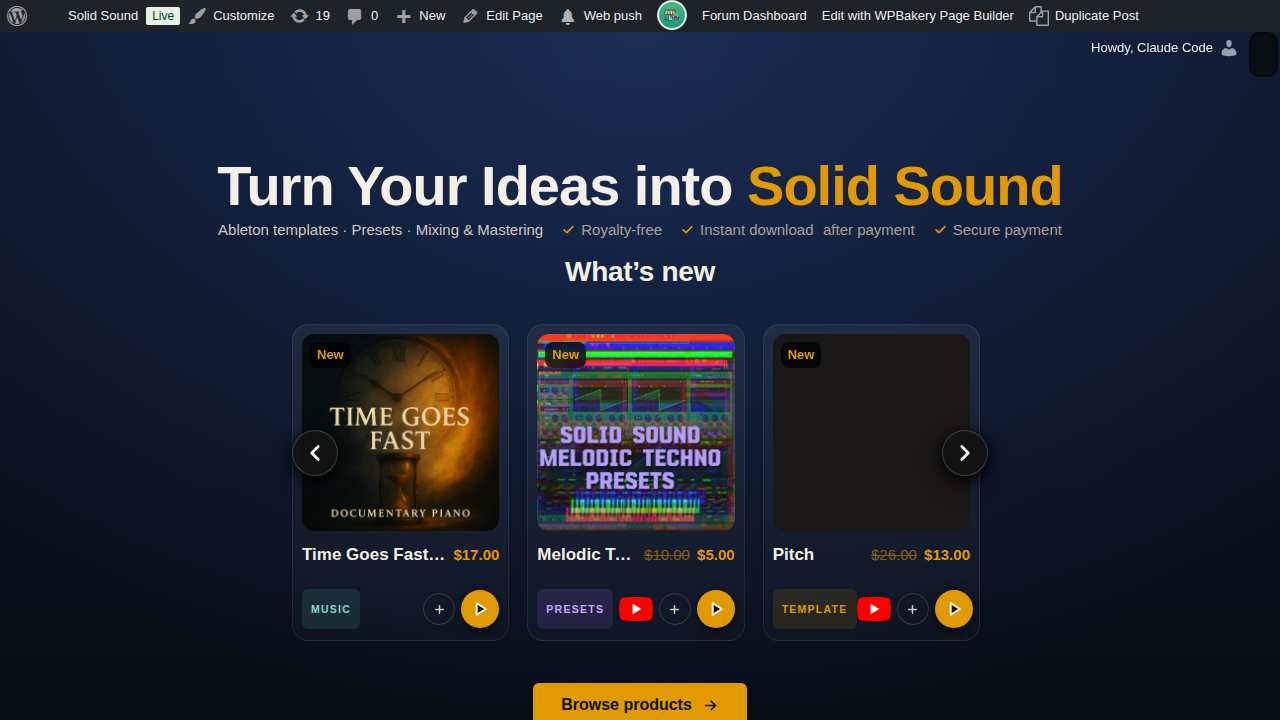 Solid Sound Live Customize 19 0 New Edit Page Web push Forum Dashboard Edit with WPBakery Page Builder Duplicate Post
Howdy, Claude Code
Turn Your Ideas into Solid Sound
Ableton templates · Presets · Mixing & Mastering Royalty-free Instant download after payment Secure payment
What’s new
New
TIME GOES
FAST
DOCUMENTARY PIANO
Time Goes Fast… $17.00
MUSIC
New
SOLID SOUND
MELODIC TECHNO
PRESETS
Melodic T… $10.00 $5.00
PRESETS
New
Pitch $26.00 $13.00
TEMPLATE
Browse products →